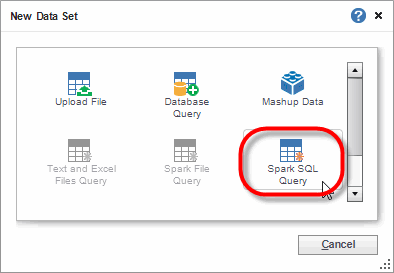 New Data Set
Upload File
Database
Query
Mashup Data
Text and Excel
Files Query
Spark File
Query
Spark SQL
Query
Cancel